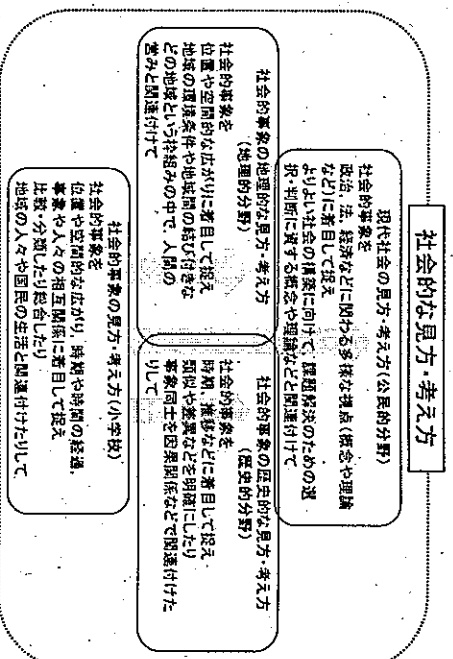 社会的な見方・考え方
現代社会の見方・考え方(公民的分野)
社会的事象を
政治、法、経済などに関わる多様な視点(概念や理論
など)に着目して捉え
よりよい社会の構築に向けて、課題解決のための選
択・判断に資する概念や理論などと関連付けて
社会的事象の地理的な見方・考え方
(地理的分野)
社会的事象を
位置や空間的な広がりに着目して捉え
地域の環境条件や地域間の結び付きな
どの地域という枠組みの中で、人間の
営みと関連付けて
社会的事象の歴史的な見方・考え方
(歴史的分野)
社会的事象を
時期、推移などに着目して捉え
類似や差異などを明確にしたり
事象同士を因果関係などで関連付けた
りして
社会的事象の見方・考え方(小学校)
社会的事象を
位置や空間的な広がり、時期や時間の経過、
事象や人々の相互関係に着目して捉え
比較・分類したり総合したり
地域の人々や国民の生活と関連付けたりして